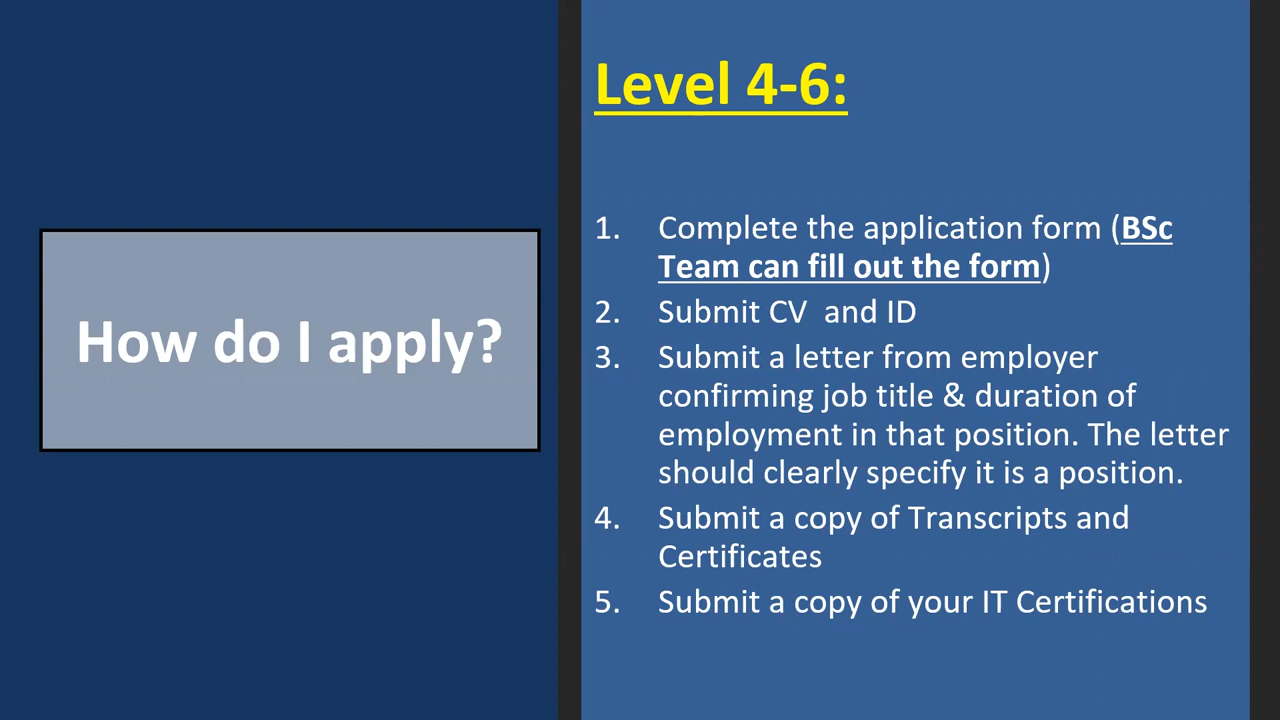 How do I apply?
Level 4-6:
1. Complete the application form (BSc
Team can fill out the form)
2. Submit CV  and ID
3. Submit a letter from employer
confirming job title & duration of
employment in that position. The letter
should clearly specify it is a position.
4. Submit a copy of Transcripts and
Certificates
5. Submit a copy of your IT Certifications